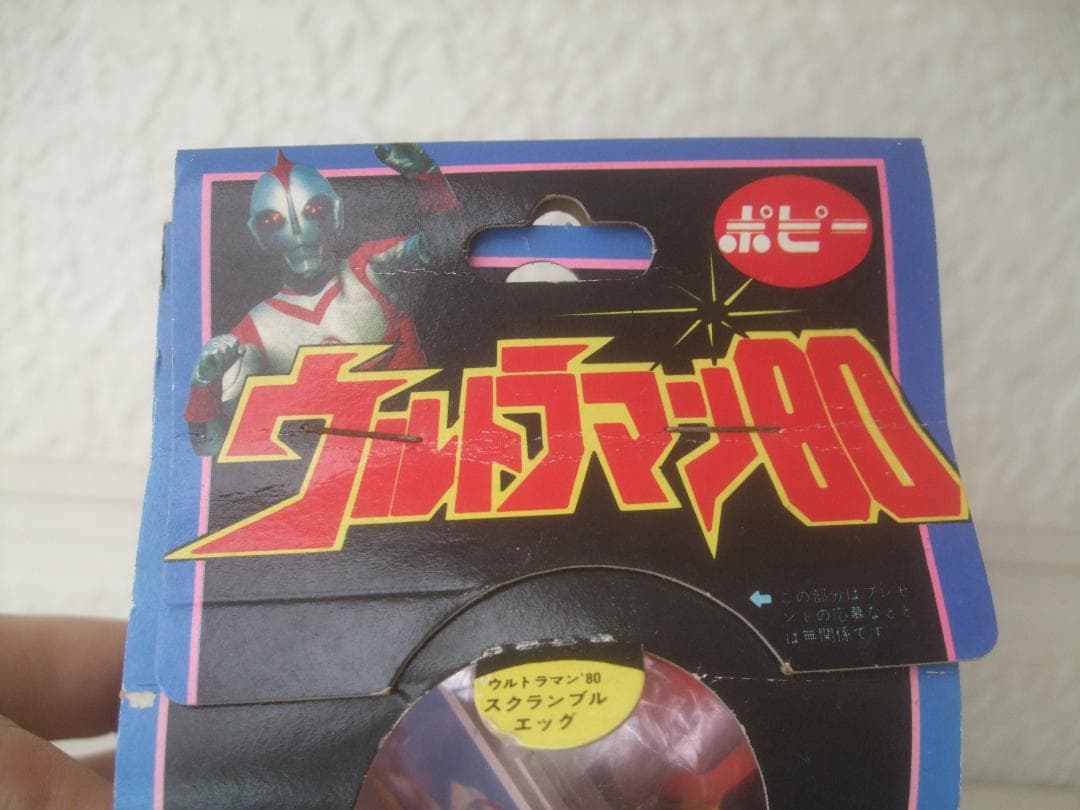 ポピー
ウルトラマン80
この部分はプレゼ
ントの応募などと
は無関係です
ウルトラマン'80
スクランブル
エッグ